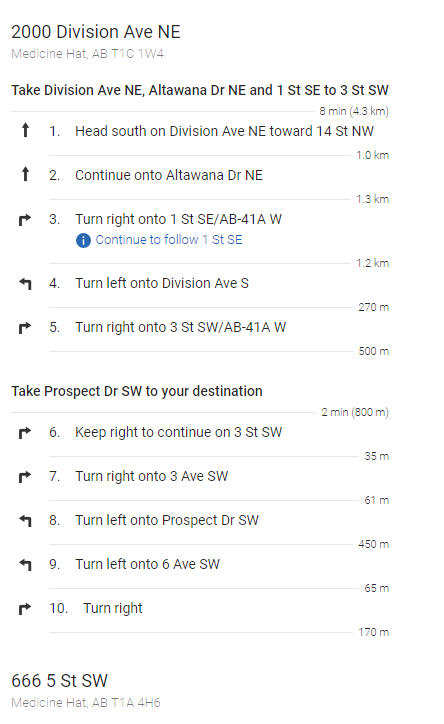 2000 Division Ave NE
Medicine Hat, AB T1C 1W4
Take Division Ave NE, Altawana Dr NE and 1 St SE to 3 St SW
8 min (4.3 km)
1. Head south on Division Ave NE toward 14 St NW
1.0 km
2. Continue onto Altawana Dr NE
1.3 km
3. Turn right onto 1 St SE/AB-41A W
Continue to follow 1 St SE
1.2 km
4. Turn left onto Division Ave S
270 m
5. Turn right onto 3 St SW/AB-41A W
500 m
Take Prospect Dr SW to your destination
2 min (800 m)
6. Keep right to continue on 3 St SW
35 m
7. Turn right onto 3 Ave SW
61 m
8. Turn left onto Prospect Dr SW
450 m
9. Turn left onto 6 Ave SW
65 m
10. Turn right
170 m
666 5 St SW
Medicine Hat, AB T1A 4H6